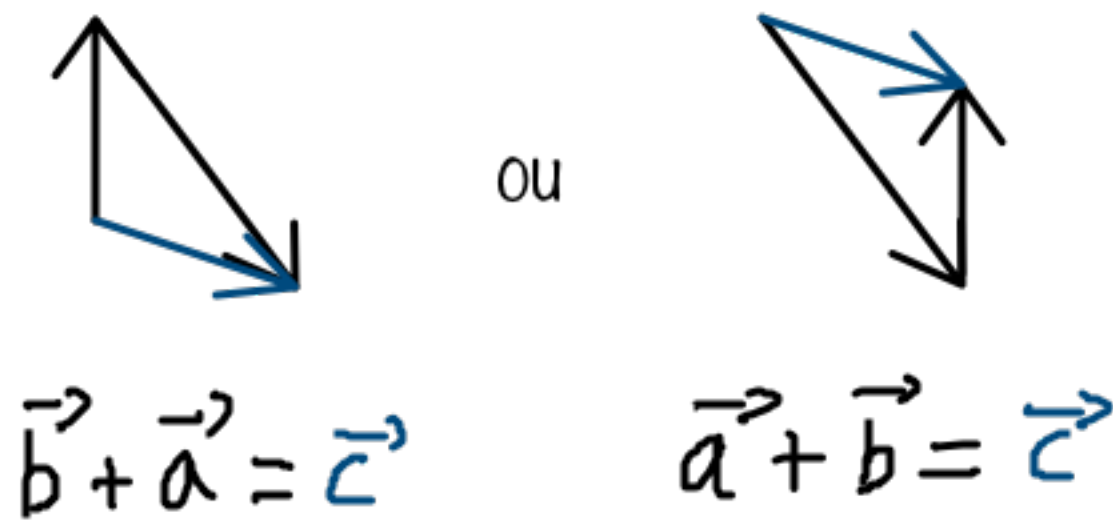 ou
b⃗ + a⃗ = c⃗
a⃗ + b⃗ = c⃗